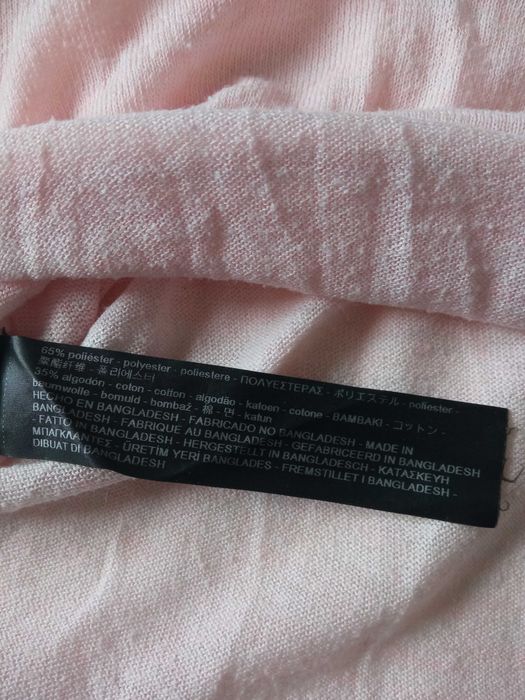 65% poliéster - polyester - poliestere - ΠΟΛΥΕΣΤΕΡΑΣ - ポリエステル - poliester -
聚酯纤维 - 폴리에스터
35% algodón - coton - cotton - algodão - katoen - cotone - BAMBAKI - コットン -
baumwolle - bomuld - bombaž - 棉 - 면 - katun
HECHO EN BANGLADESH - FABRICADO NO BANGLADESH - MADE IN
BANGLADESH - FABRIQUE AU BANGLADESH - GEFABRICEERD IN BANGLADESH
- FATTO IN BANGLADESH - HERGESTELLT IN BANGLADESCH - ΚΑΤΑΣΚΕΥΗ
ΜΠΑΓΚΛΑΝΤΕΣ - ÜRETİM YERİ BANGLADES - FREMSTILLET I BANGLADESH -
DIBUAT DI BANGLADESH